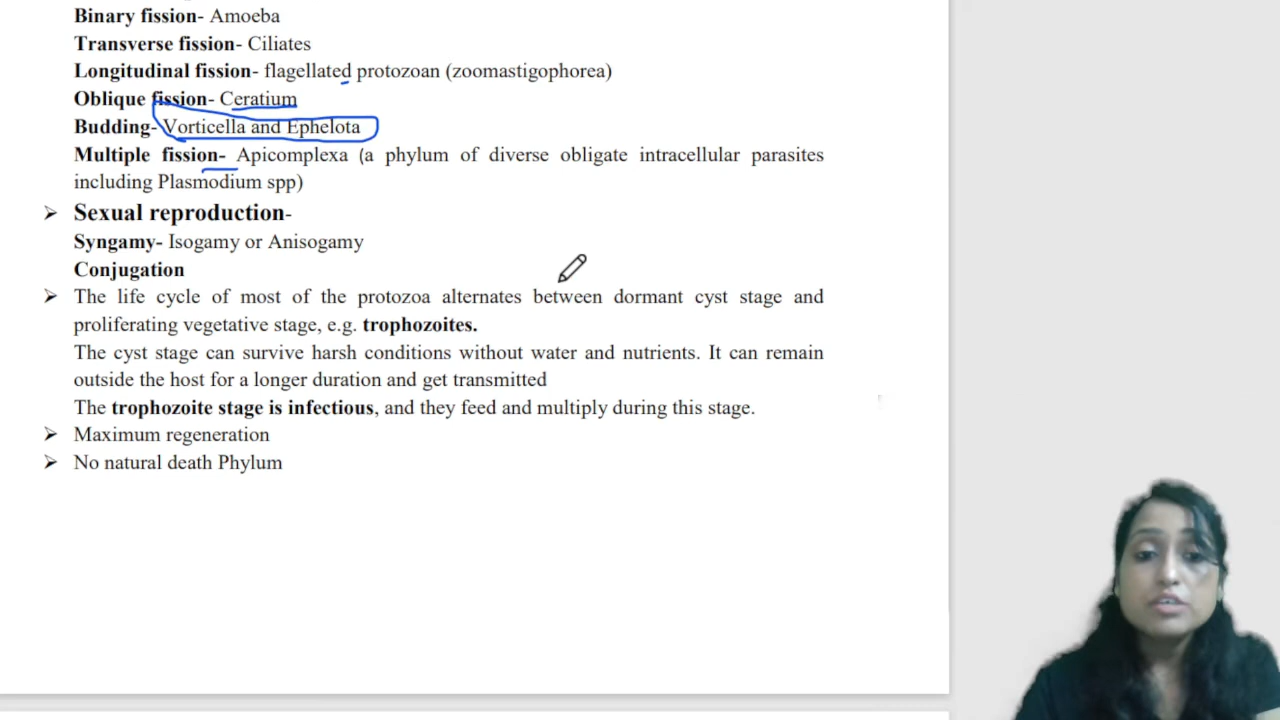 Binary fission- Amoeba
Transverse fission- Ciliates
Longitudinal fission- flagellated protozoan (zoomastigophorea)
Oblique fission- Ceratium
Budding- Vorticella and Ephelota
Multiple fission- Apicomplexa (a phylum of diverse obligate intracellular parasites
including Plasmodium spp)
➢ Sexual reproduction-
Syngamy- Isogamy or Anisogamy
Conjugation
➢ The life cycle of most of the protozoa alternates between dormant cyst stage and
proliferating vegetative stage, e.g. trophozoites.
The cyst stage can survive harsh conditions without water and nutrients. It can remain
outside the host for a longer duration and get transmitted
The trophozoite stage is infectious, and they feed and multiply during this stage.
➢ Maximum regeneration
➢ No natural death Phylum